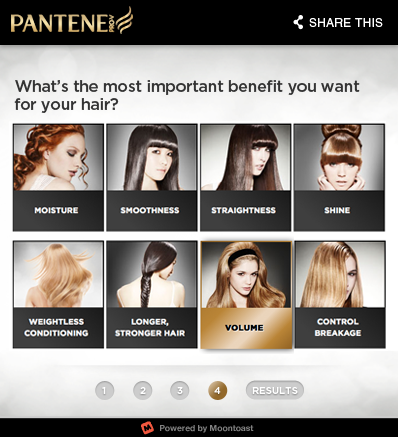 PANTENE PRO-V
SHARE THIS
What's the most important benefit you want
for your hair?
MOISTURE
SMOOTHNESS
STRAIGHTNESS
SHINE
WEIGHTLESS
CONDITIONING
LONGER,
STRONGER HAIR
VOLUME
CONTROL
BREAKAGE
1 2 3 4 RESULTS
Powered by Moontoast